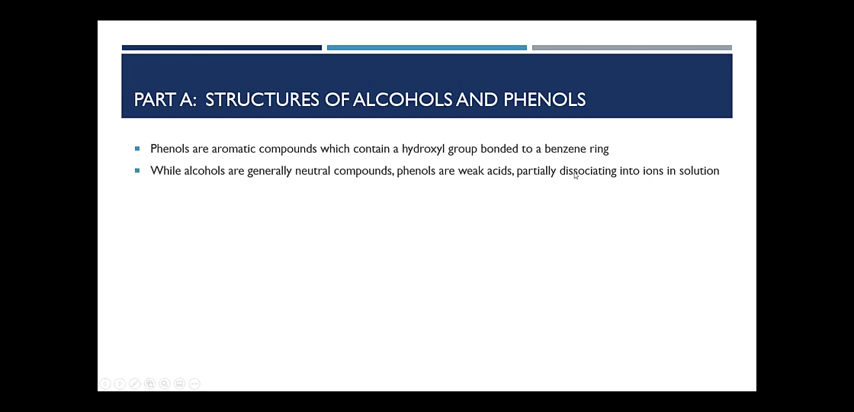 PART A: STRUCTURES OF ALCOHOLS AND PHENOLS
Phenols are aromatic compounds which contain a hydroxyl group bonded to a benzene ring
While alcohols are generally neutral compounds, phenols are weak acids, partially dissociating into ions in solution